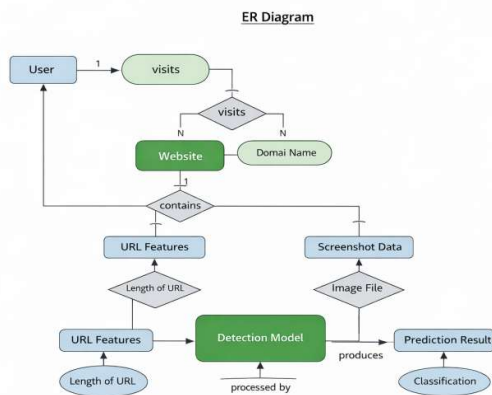 ER Diagram
User
1
visits
visits
N
N
Website
Domai Name
1
contains
URL Features
Screenshot Data
Length of URL
Image File
URL Features
Detection Model
produces
Prediction Result
Length of URL
processed by
Classification